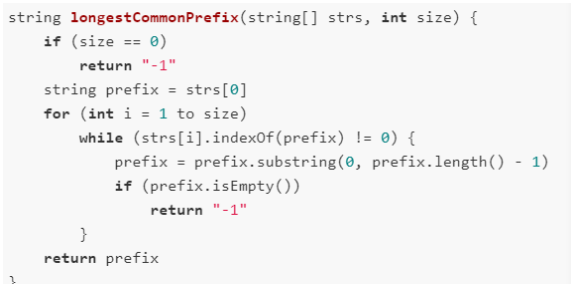 string longestCommonPrefix(string[] strs, int size) {
    if (size == 0)
        return "-1"
    string prefix = strs[0]
    for (int i = 1 to size)
        while (strs[i].indexOf(prefix) != 0) {
            prefix = prefix.substring(0, prefix.length() - 1)
            if (prefix.isEmpty())
                return "-1"
        }
    return prefix
}